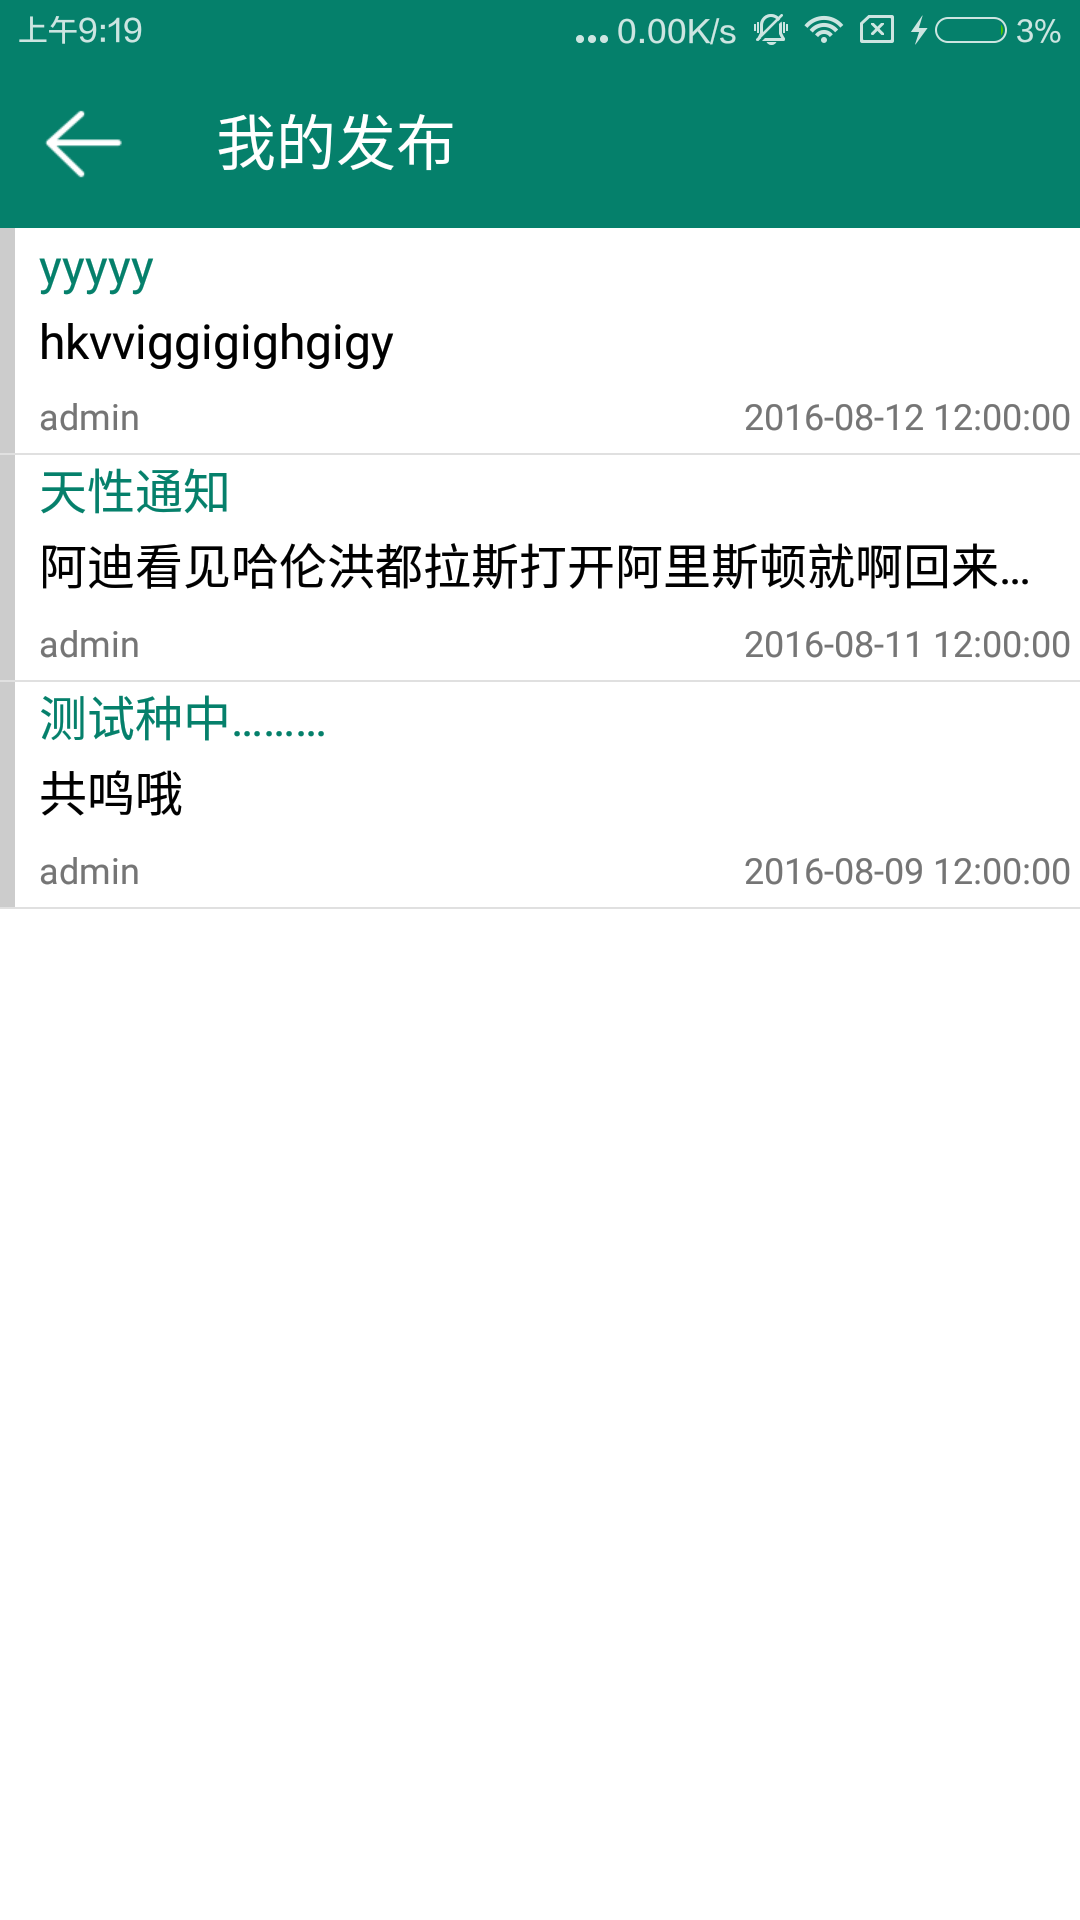 上午9:19
... 0.00K/s 3%
我的发布
yyyyy
hkvviggigighgigy
admin 2016-08-12 12:00:00
天性通知
阿迪看见哈伦洪都拉斯打开阿里斯顿就啊回来...
admin 2016-08-11 12:00:00
测试种中………
共鸣哦
admin 2016-08-09 12:00:00